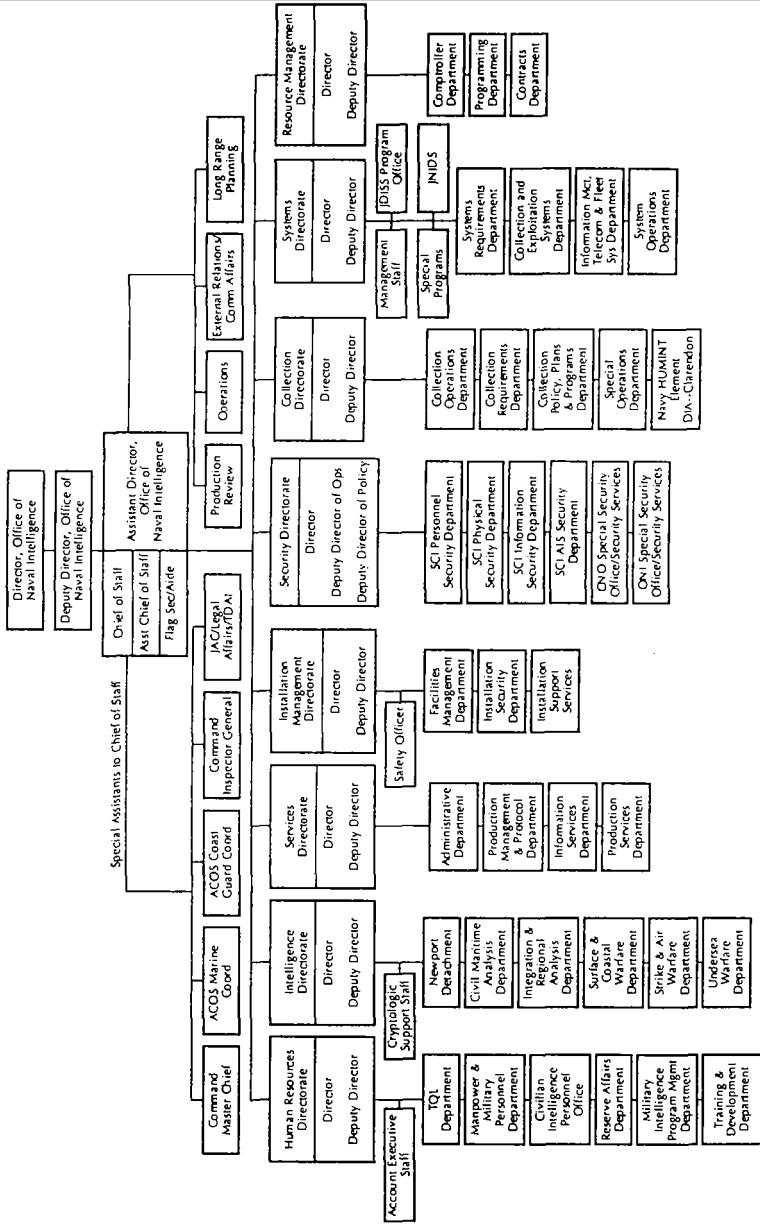 Director, Office of
Naval Intelligence
Deputy Director, Office of
Naval Intelligence
Chief of Staff
Asst Chief of Staff
Flag Sec/Aide
Assistant Director,
Office of
Naval Intelligence
Special Assistants to Chief of Staff
Command
Master Chief
ACOS Marine
Coord
ACOS Coast
Guard Coord
Command
Inspector General
JAC/Legal
Affairs/TDAI
Production
Review
Operations
External Relations/
Comm Affairs
Long Range
Planning
Human Resources
Directorate
Director
Deputy Director
Account Executive
Staff
TQL
Department
Manpower &
Military
Personnel
Department
Civilian
Intelligence
Personnel
Office
Reserve Affairs
Department
Military
Intelligence
Program Mgmt
Department
Training &
Development
Department
Intelligence
Directorate
Director
Deputy Director
Cryptologic
Support Staff
Newport
Detachment
Civil Maritime
Analysis
Department
Integration &
Regional
Analysis
Department
Surface &
Coastal
Warfare
Department
Strike & Air
Warfare
Department
Undersea
Warfare
Department
Services
Directorate
Director
Deputy Director
Administrative
Department
Production
Management
& Protocol
Department
Information
Services
Department
Production
Services
Department
Installation
Management
Directorate
Director
Deputy Director
Safety Officer
Facilities
Management
Department
Installation
Security
Department
Installation
Support
Services
Security Directorate
Director
Deputy Director of Ops
Deputy Director of Policy
SCI Personnel
Security Department
SCI Physical
Security Department
SCI Information
Security Department
SCI AIS Security
Department
CNO Special Security
Office/Security Services
ONI Special Security
Office/Security Services
Collection
Directorate
Director
Deputy Director
Collection
Operations
Department
Collection
Requirements
Department
Collection
Policy, Plans
& Programs
Department
Special
Operations
Department
Navy HUMINT
Element
DIA--Clarendon
Systems
Directorate
Director
Deputy Director
Management
Staff
JDISS Program
Office
Special
Programs
JNIDS
Systems
Requirements
Department
Collection and
Exploitation
Systems
Department
Information Mct,
Telecom & Fleet
Sys Department
System
Operations
Department
Resource Management
Directorate
Director
Deputy Director
Comptroller
Department
Programming
Department
Contracts
Department